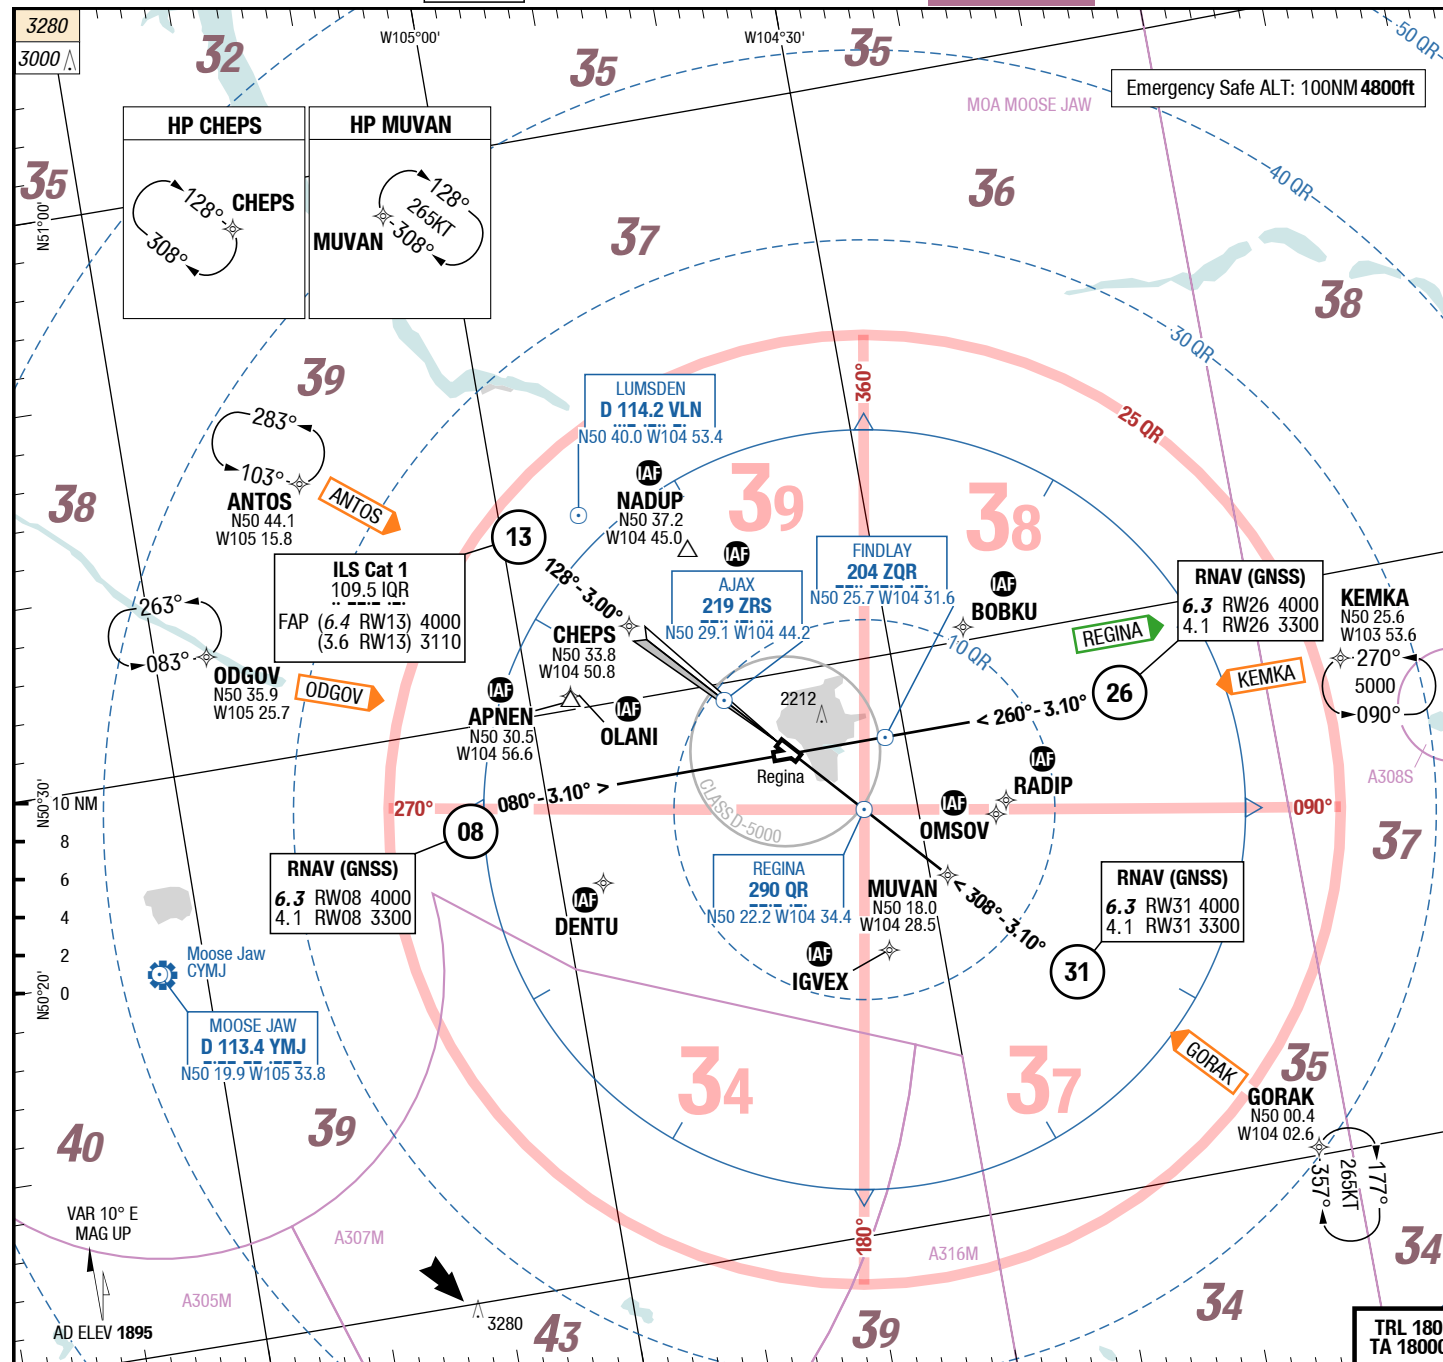 3280
3000
W105°00'
W104°30'
50 QR
32
35
35
Emergency Safe ALT: 100NM 4800ft
MOA MOOSE JAW
HP CHEPS
128°
308°
CHEPS
HP MUVAN
128°
265KT
308°
MUVAN
35
N51°00'
36
40 QR
37
38
30 QR
39
360°
25 QR
LUMSDEN
D 114.2 VLN
N50 40.0 W104 53.4
283°
103°
ANTOS
N50 44.1
W105 15.8
ANTOS
38
IAF
NADUP
N50 37.2
W104 45.0
39
38
13
128°-3.00°
ILS Cat 1
109.5 IQR
FAP (6.4 RW13) 4000
(3.6 RW13) 3110
IAF
AJAX
219 ZRS
N50 29.1 W104 44.2
FINDLAY
204 ZQR
N50 25.7 W104 31.6
IAF
BOBKU
REGINA
RNAV (GNSS)
6.3 RW26 4000
4.1 RW26 3300
KEMKA
N50 25.6
W103 53.6
270°
5000
090°
KEMKA
263°
083°
ODGOV
N50 35.9
W105 25.7
ODGOV
CHEPS
N50 33.8
W104 50.8
10 QR
IAF
APNEN
N50 30.5
W104 56.6
IAF
OLANI
2212
Regina
CLASS D-5000
< 260°-3.10°
26
A308S
IAF
RADIP
IAF
OMSOV
N50°30'
10 NM
8
6
4
2
0
N50°20'
270°
080°-3.10° >
08
090°
37
RNAV (GNSS)
6.3 RW08 4000
4.1 RW08 3300
IAF
DENTU
REGINA
290 QR
N50 22.2 W104 34.4
MUVAN
N50 18.0
W104 28.5
< 308°-3.10°
31
RNAV (GNSS)
6.3 RW31 4000
4.1 RW31 3300
IAF
IGVEX
Moose Jaw
CYMJ
MOOSE JAW
D 113.4 YMJ
N50 19.9 W105 33.8
34
37
GORAK
35
GORAK
N50 00.4
W104 02.6
357°
265KT
177°
40
39
VAR 10° E
MAG UP
AD ELEV 1895
A307M
A305M
180°
A316M
3280
43
39
34
34
TRL 180
TA 18000